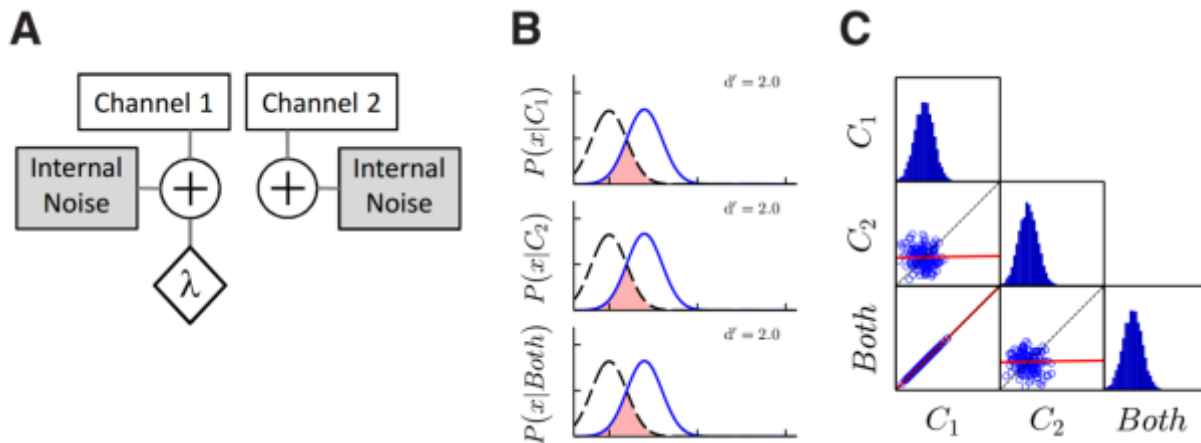 A
Channel 1
Channel 2
Internal
Noise
+
+
Internal
Noise
λ
B
P(x|C₁)
d′ = 2.0
P(x|C₂)
d′ = 2.0
P(x|Both)
d′ = 2.0
C
C₁
C₂
Both
C₁ C₂ Both